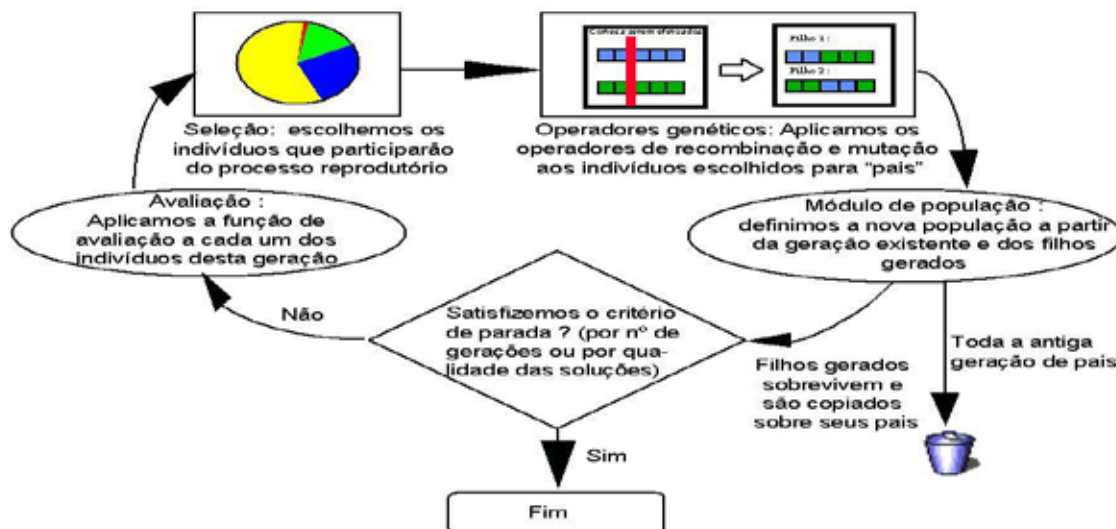 Cortes a serem efetuados
Filho 1 :
Filho 2 :
Seleção: escolhemos os
indivíduos que participarão
do processo reprodutório
Operadores genéticos: Aplicamos os
operadores de recombinação e mutação
aos indivíduos escolhidos para "pais"
Avaliação :
Aplicamos a função de
avaliação a cada um dos
indivíduos desta geração
Módulo de população :
definimos a nova população a partir
da geração existente e dos filhos
gerados
Não
Satisfizemos o critério
de parada ? (por nº de
gerações ou por qua-
lidade das soluções)
Filhos gerados
sobrevivem e
são copiados
sobre seus pais
Toda a antiga
geração de pais
Sim
Fim